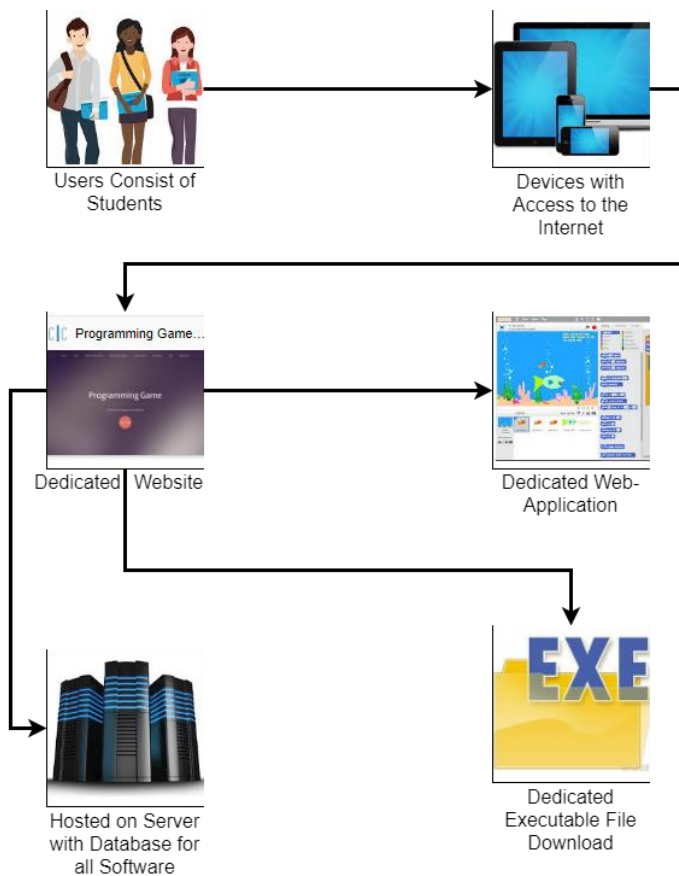 Users Consist of
Students
Devices with
Access to the
Internet
C|C Programming Game...
Programming Game
Dedicated Website
Dedicated Web-
Application
EXE
Hosted on Server
with Database for
all Software
Dedicated
Executable File
Download